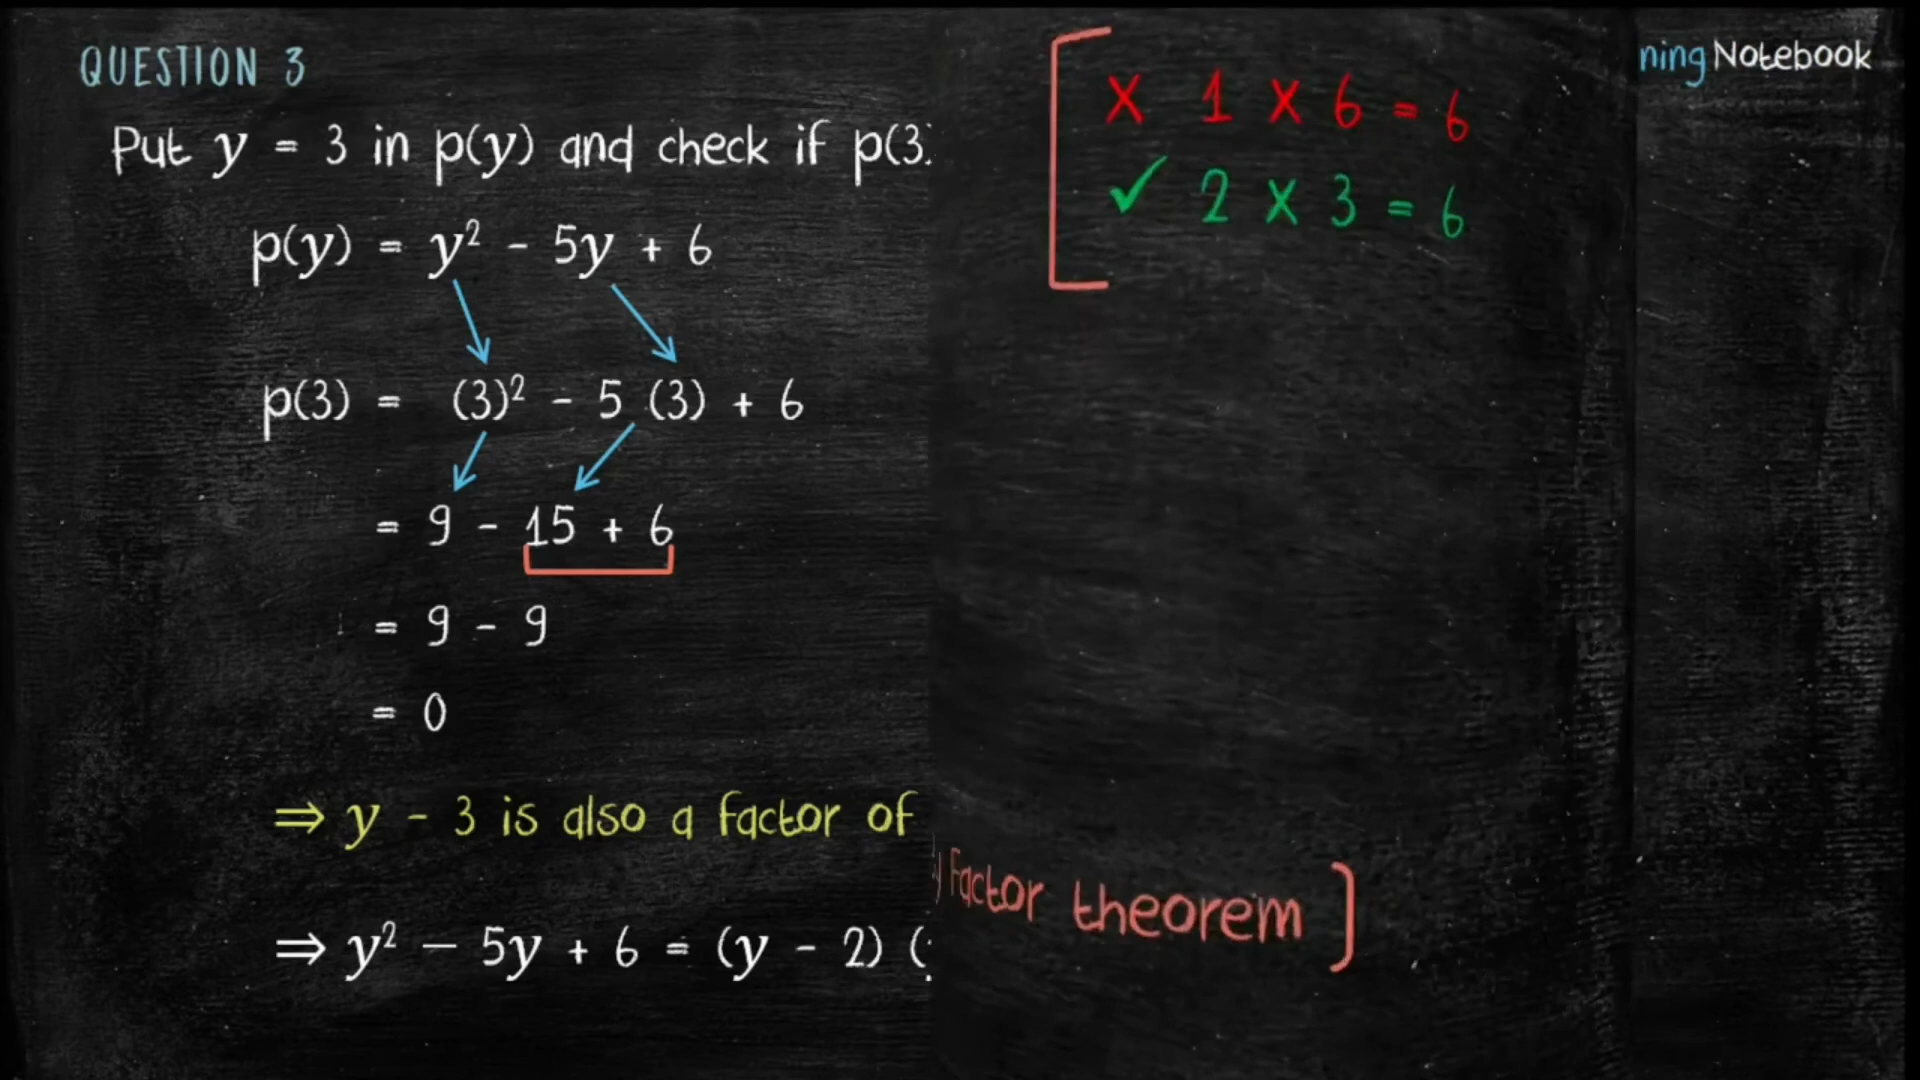 QUESTION 3
ning Notebook
Put y = 3 in p(y) and check if p(3)
p(y) = y² - 5y + 6
p(3) = (3)² - 5 (3) + 6
= 9 - 15 + 6
= 9 - 9
= 0
⇒ y - 3 is also a factor of
⇒ y² - 5y + 6 = (y - 2) (
X 1 X 6 = 6
✓ 2 X 3 = 6
Factor theorem ]